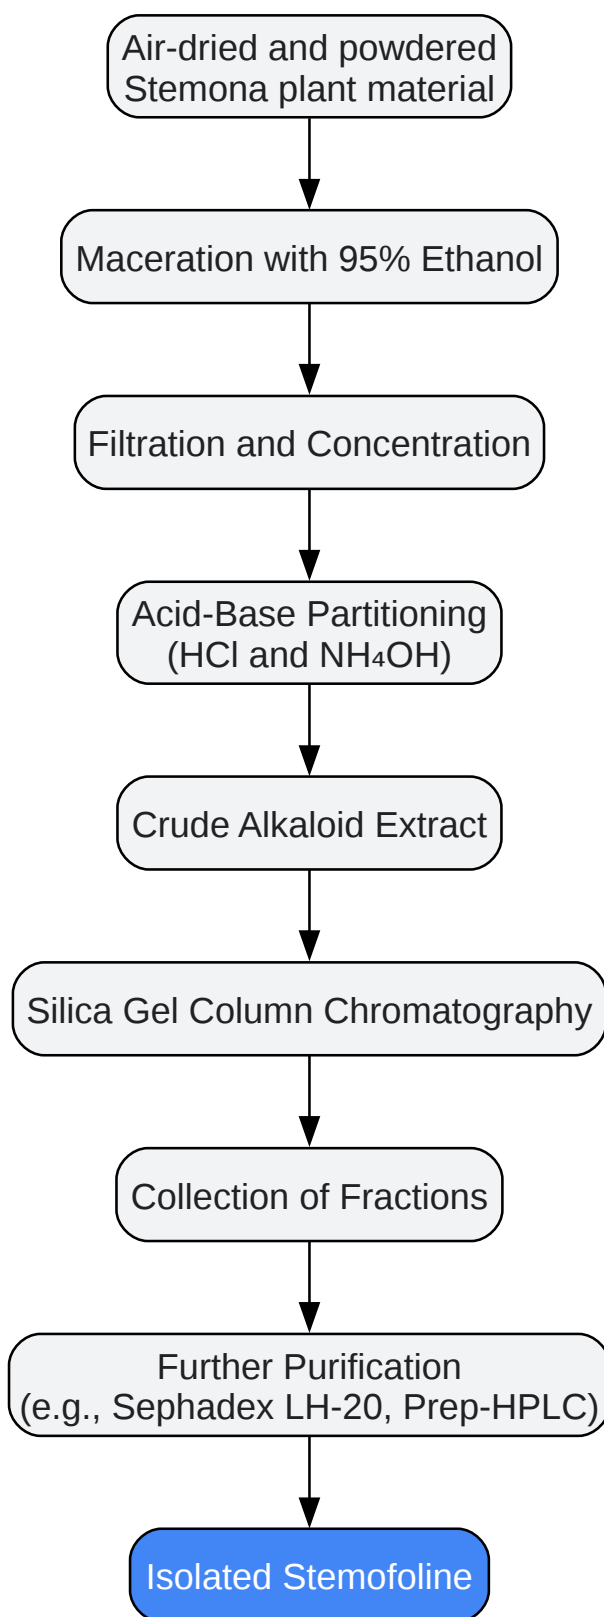 Air-dried and powdered
Stemona plant material
Maceration with 95% Ethanol
Filtration and Concentration
Acid-Base Partitioning
(HCl and NH₄OH)
Crude Alkaloid Extract
Silica Gel Column Chromatography
Collection of Fractions
Further Purification
(e.g., Sephadex LH-20, Prep-HPLC)
Isolated Stemofoline